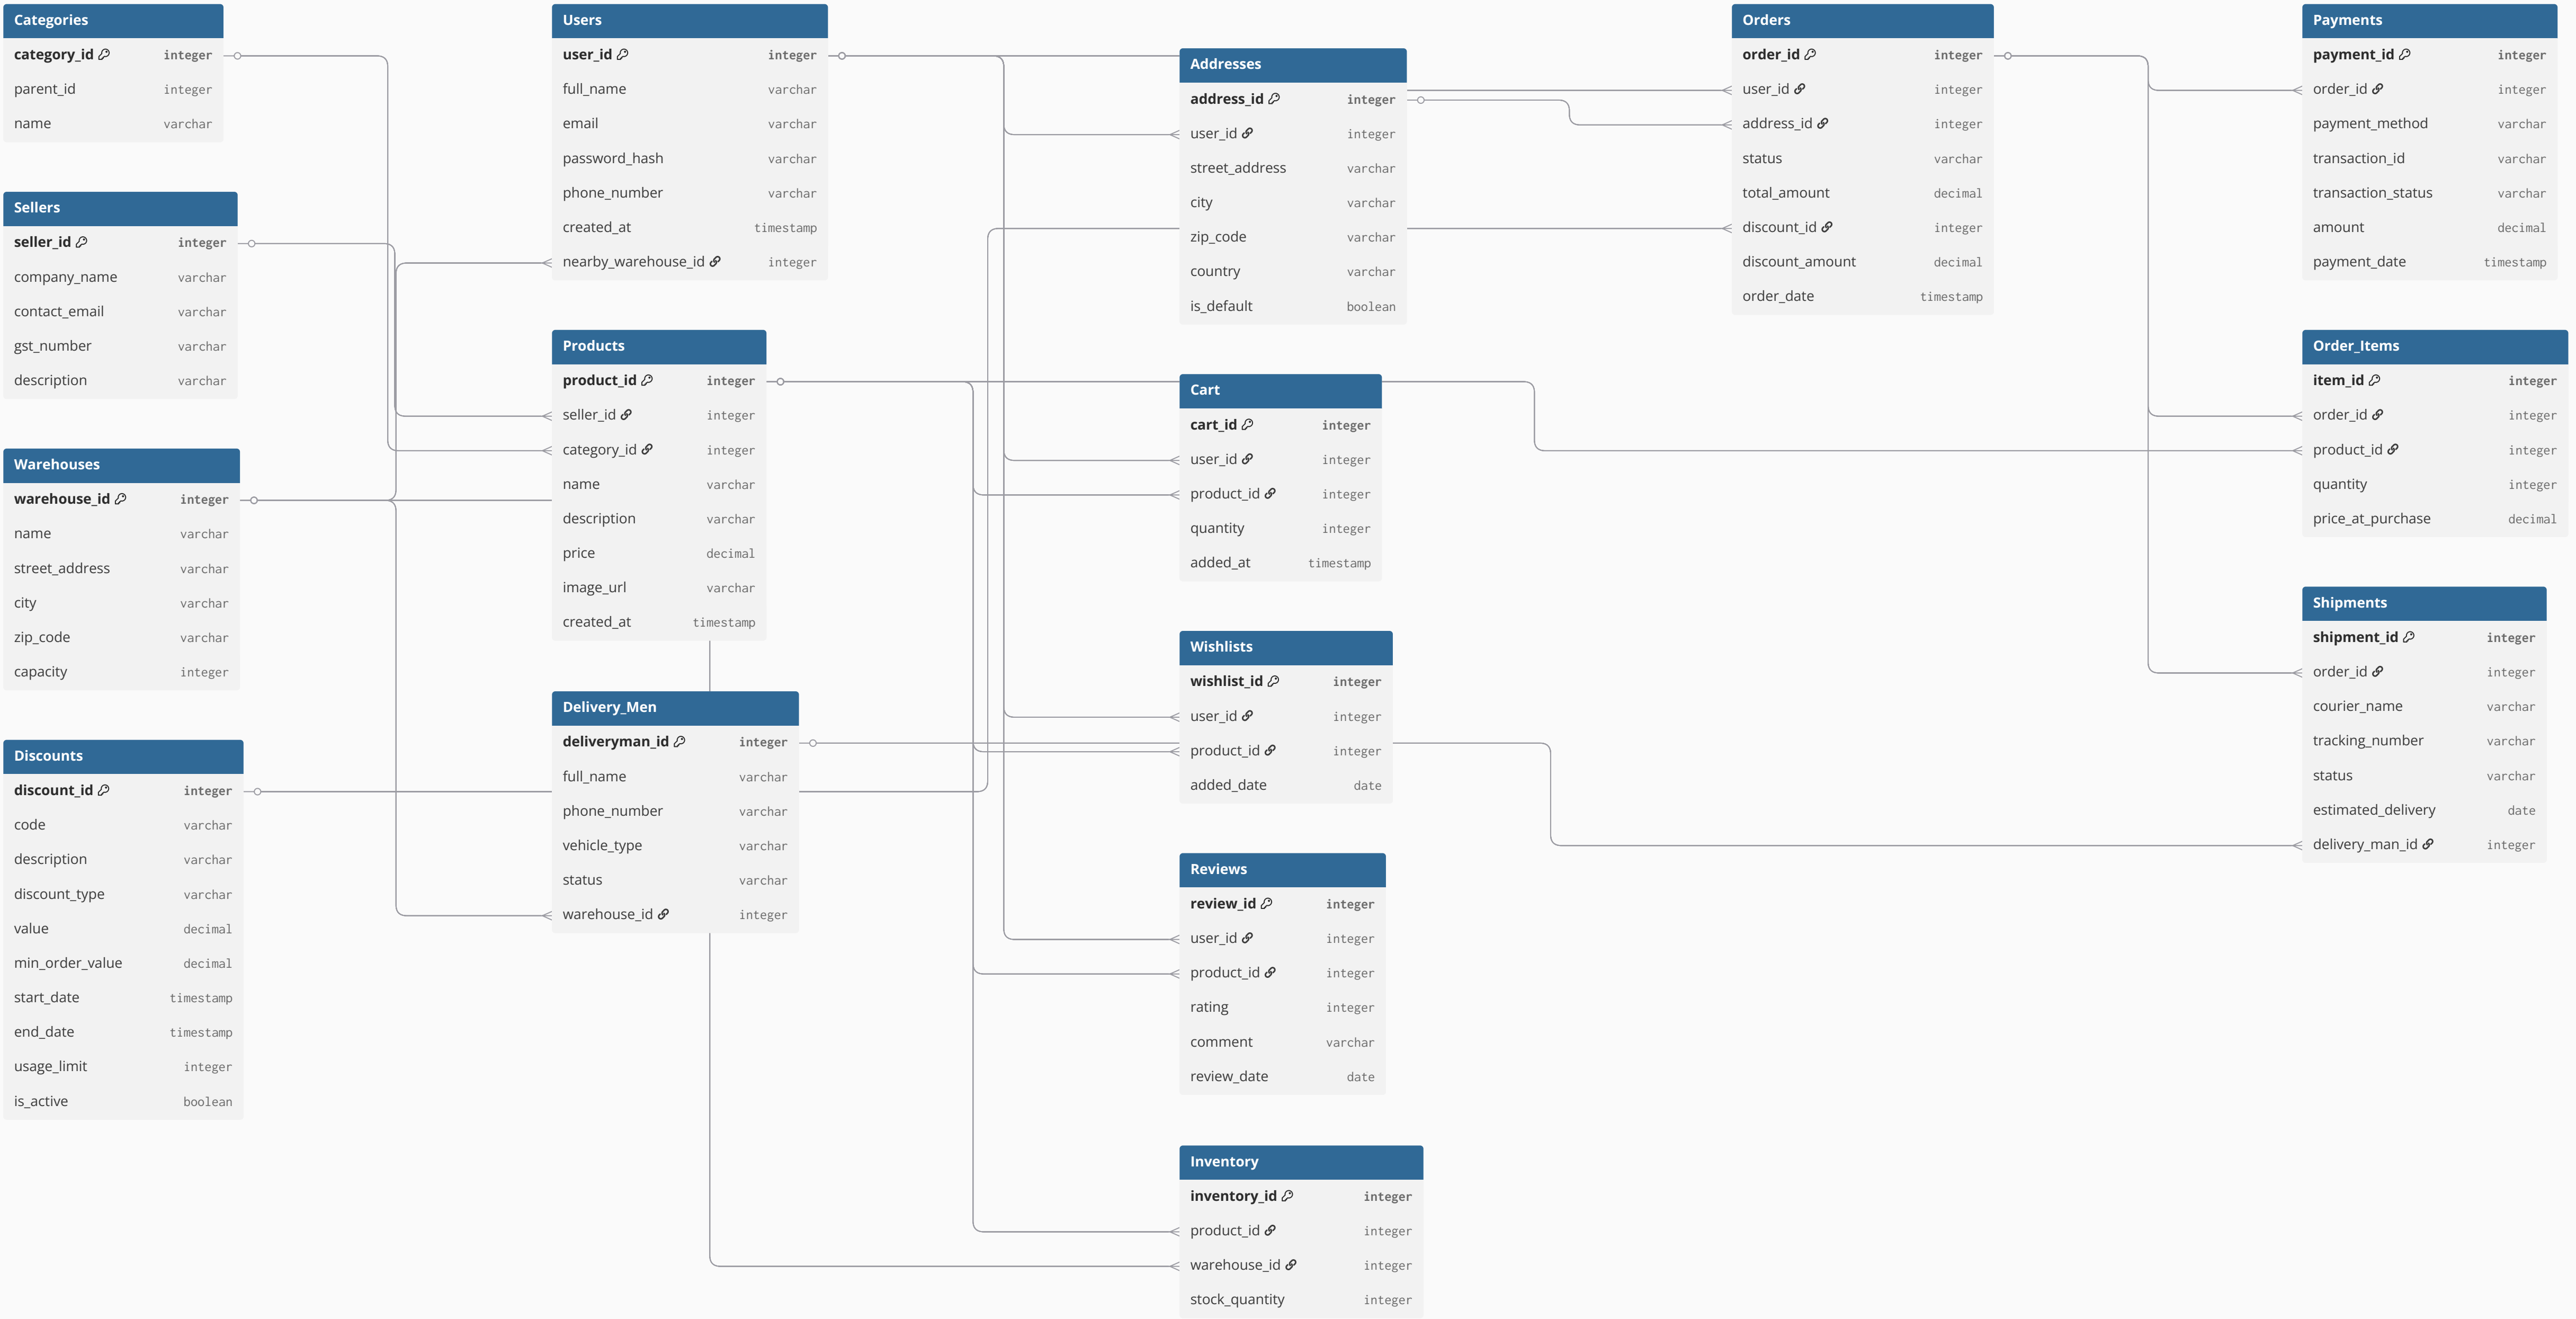 Categories
category_id integer
parent_id integer
name varchar
Sellers
seller_id integer
company_name varchar
contact_email varchar
gst_number varchar
description varchar
Warehouses
warehouse_id integer
name varchar
street_address varchar
city varchar
zip_code varchar
capacity integer
Discounts
discount_id integer
code varchar
description varchar
discount_type varchar
value decimal
min_order_value decimal
start_date timestamp
end_date timestamp
usage_limit integer
is_active boolean
Users
user_id integer
full_name varchar
email varchar
password_hash varchar
phone_number varchar
created_at timestamp
nearby_warehouse_id integer
Products
product_id integer
seller_id integer
category_id integer
name varchar
description varchar
price decimal
image_url varchar
created_at timestamp
Delivery_Men
deliveryman_id integer
full_name varchar
phone_number varchar
vehicle_type varchar
status varchar
warehouse_id integer
Addresses
address_id integer
user_id integer
street_address varchar
city varchar
zip_code varchar
country varchar
is_default boolean
Cart
cart_id integer
user_id integer
product_id integer
quantity integer
added_at timestamp
Wishlists
wishlist_id integer
user_id integer
product_id integer
added_date date
Reviews
review_id integer
user_id integer
product_id integer
rating integer
comment varchar
review_date date
Inventory
inventory_id integer
product_id integer
warehouse_id integer
stock_quantity integer
Orders
order_id integer
user_id integer
address_id integer
status varchar
total_amount decimal
discount_id integer
discount_amount decimal
order_date timestamp
Payments
payment_id integer
order_id integer
payment_method varchar
transaction_id varchar
transaction_status varchar
amount decimal
payment_date timestamp
Order_Items
item_id integer
order_id integer
product_id integer
quantity integer
price_at_purchase decimal
Shipments
shipment_id integer
order_id integer
courier_name varchar
tracking_number varchar
status varchar
estimated_delivery date
delivery_man_id integer